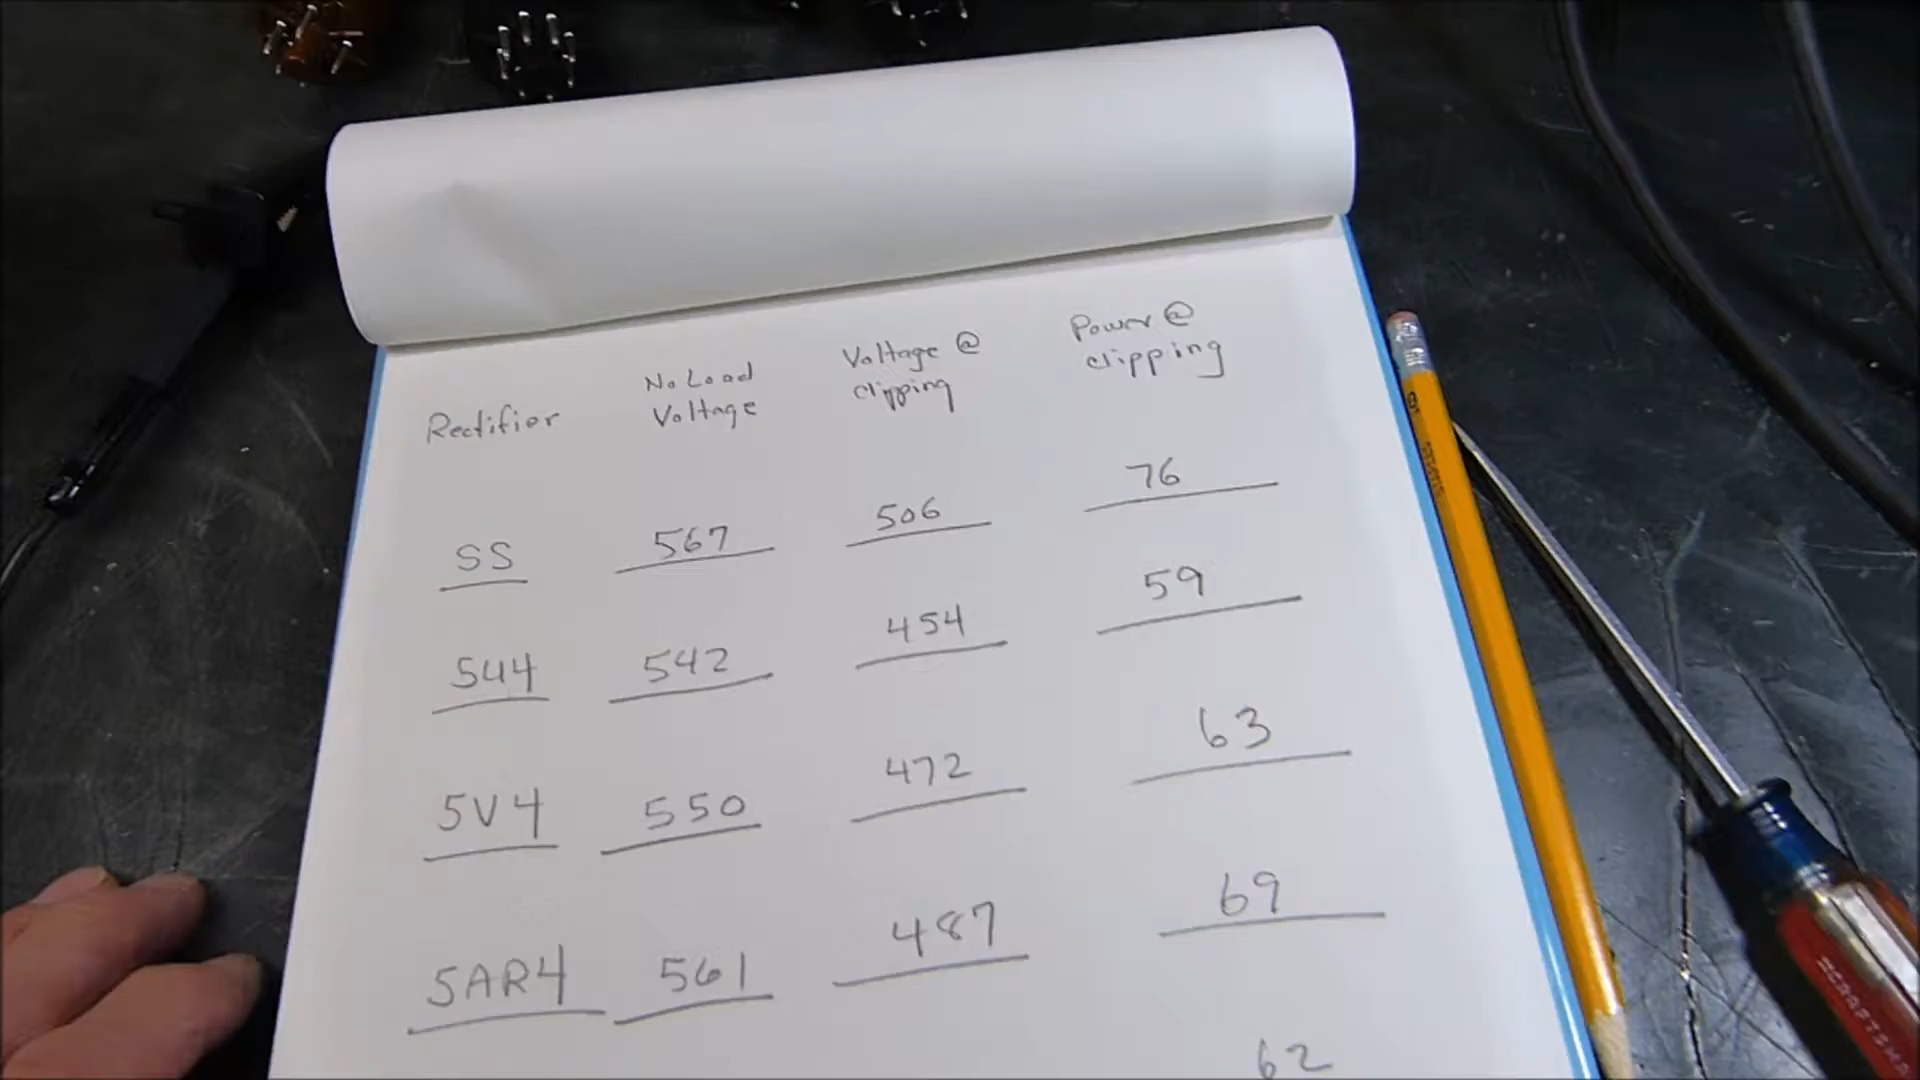 Rectifier No Load Voltage Voltage @ clipping Power @ clipping
SS 567 506 76
5U4 542 454 59
5V4 550 472 63
5AR4 561 487 69
62
CRAFTSMAN